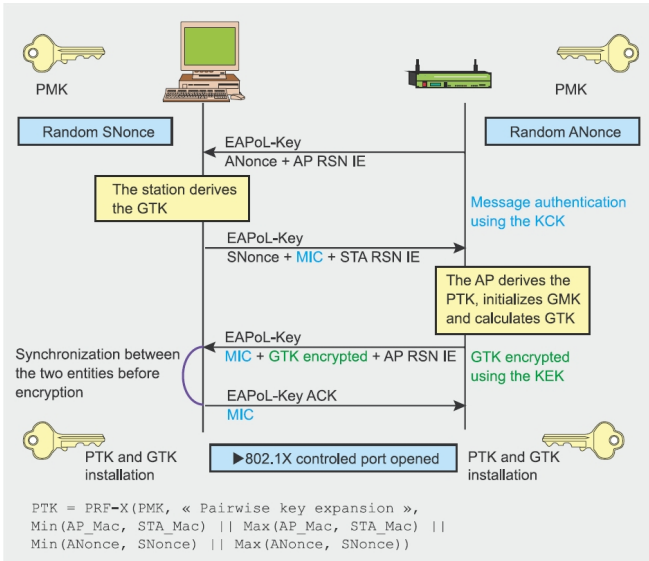 PMK
PMK
Random SNonce
Random ANonce
EAPoL-Key
ANonce + AP RSN IE
The station derives
the GTK
Message authentication
using the KCK
EAPoL-Key
SNonce + MIC + STA RSN IE
The AP derives the
PTK, initializes GMK
and calculates GTK
EAPoL-Key
MIC + GTK encrypted + AP RSN IE
Synchronization between
the two entities before
encryption
GTK encrypted
using the KEK
EAPoL-Key ACK
MIC
PTK and GTK
installation
▶802.1X controled port opened
PTK and GTK
installation
PTK = PRF-X(PMK, « Pairwise key expansion »,
Min(AP_Mac, STA_Mac) || Max(AP_Mac, STA_Mac) ||
Min(ANonce, SNonce) || Max(ANonce, SNonce))